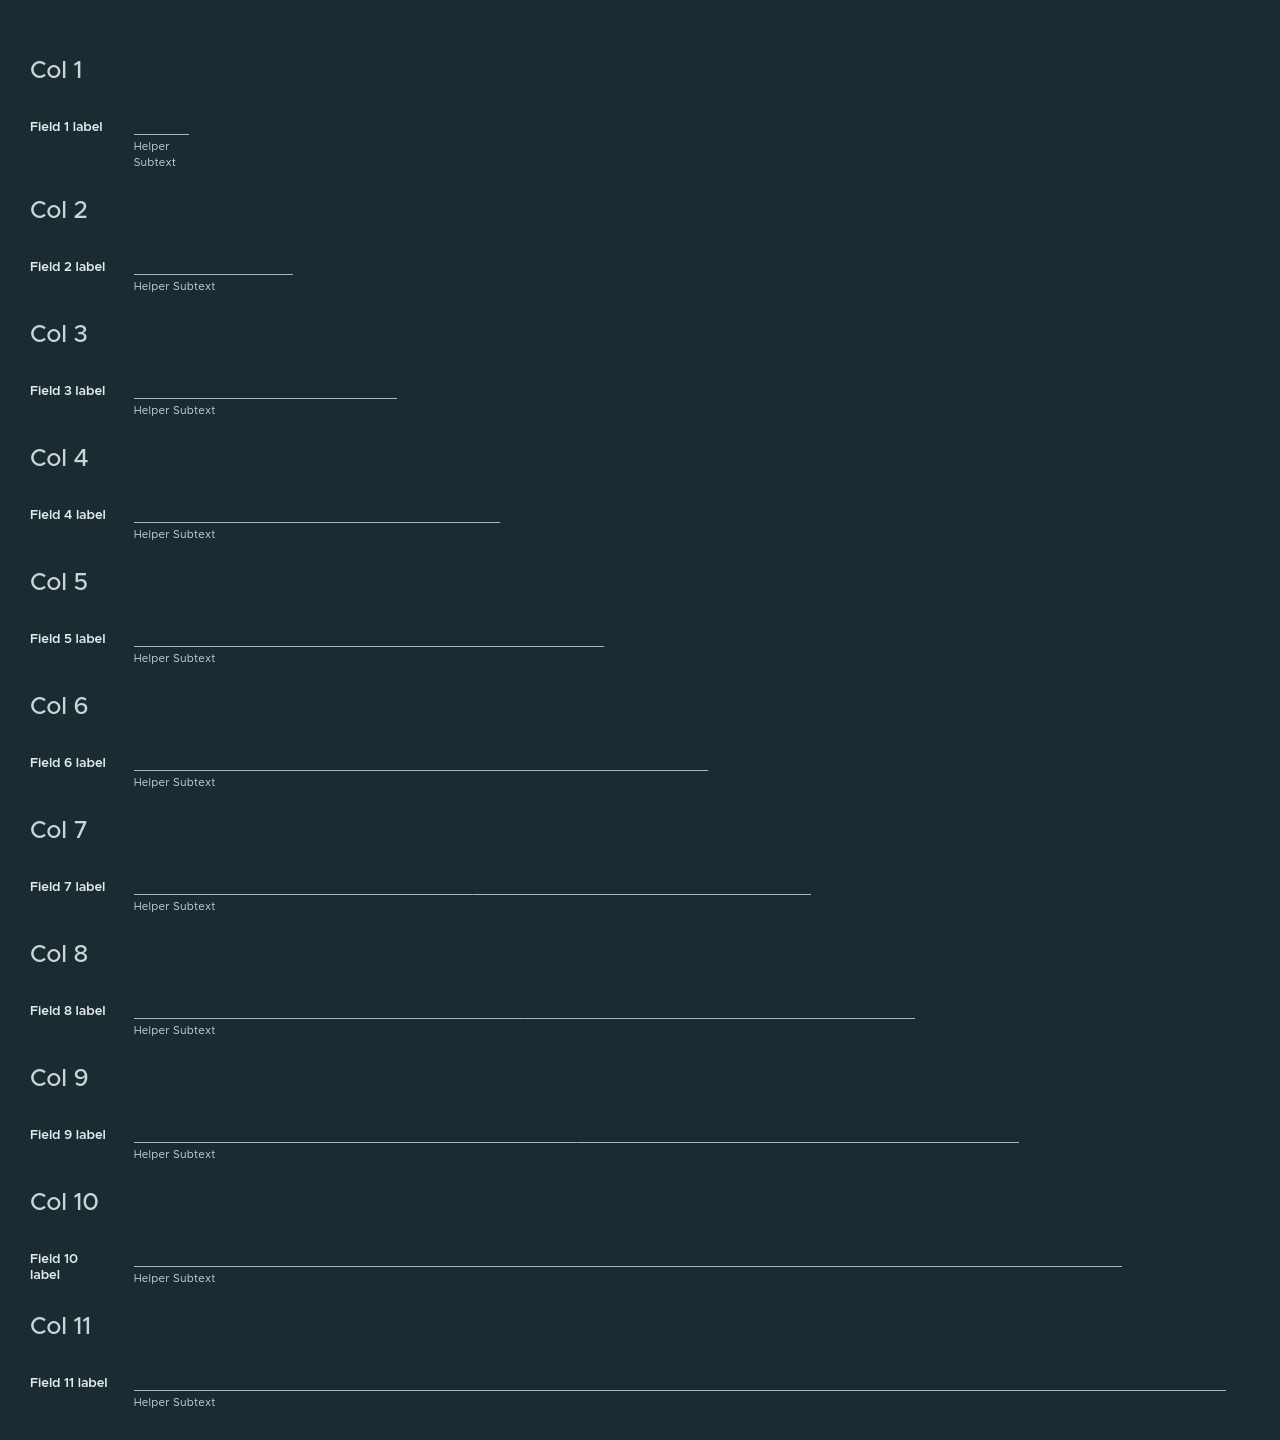 Col 1
Field 1 label
Helper
Subtext
Col 2
Field 2 label
Helper Subtext
Col 3
Field 3 label
Helper Subtext
Col 4
Field 4 label
Helper Subtext
Col 5
Field 5 label
Helper Subtext
Col 6
Field 6 label
Helper Subtext
Col 7
Field 7 label
Helper Subtext
Col 8
Field 8 label
Helper Subtext
Col 9
Field 9 label
Helper Subtext
Col 10
Field 10
label
Helper Subtext
Col 11
Field 11 label
Helper Subtext